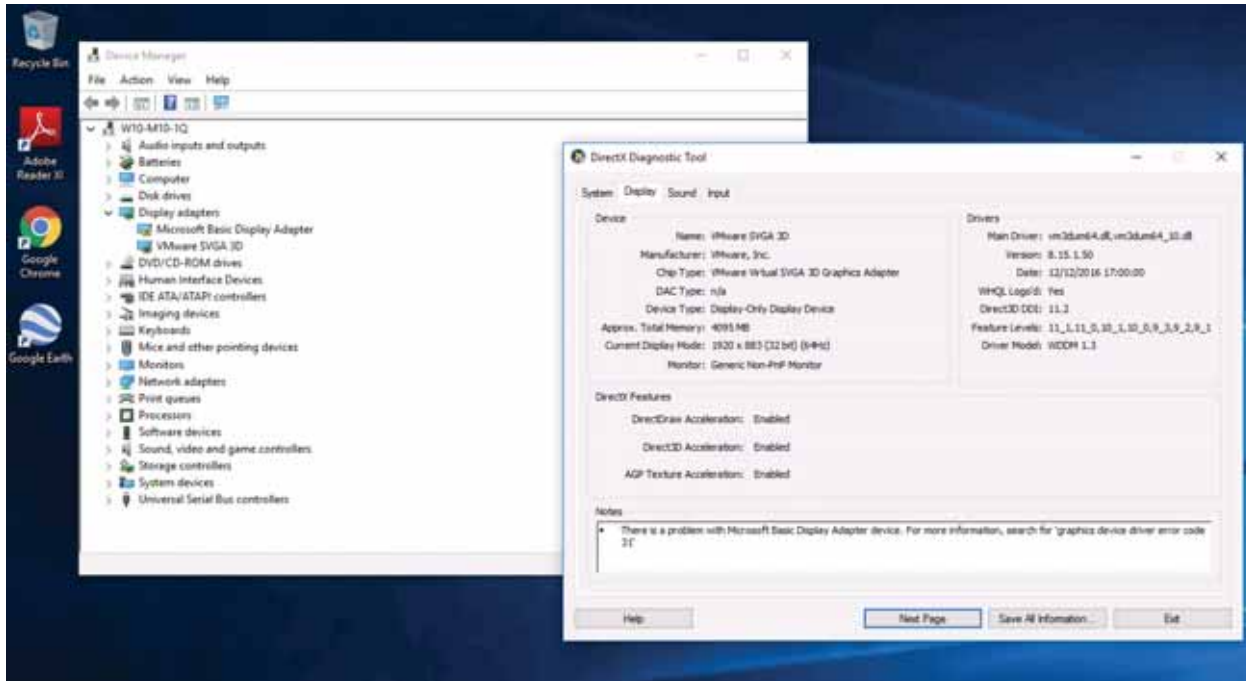 Recycle Bin
Adobe
Reader XI
Google
Chrome
Google Earth
Device Manager
File Action View Help
W10-M10-1Q
Audio inputs and outputs
Batteries
Computer
Disk drives
Display adapters
Microsoft Basic Display Adapter
VMware SVGA 3D
DVD/CD-ROM drives
Human Interface Devices
IDE ATA/ATAPI controllers
Imaging devices
Keyboards
Mice and other pointing devices
Monitors
Network adapters
Print queues
Processors
Software devices
Sound, video and game controllers
Storage controllers
System devices
Universal Serial Bus controllers
DirectX Diagnostic Tool
System Display Sound Input
Device
Name: VMware SVGA 3D
Manufacturer: VMware, Inc.
Chip Type: VMware Virtual SVGA 3D Graphics Adapter
DAC Type: n/a
Device Type: Display-Only Display Device
Approx. Total Memory: 4095 MB
Current Display Mode: 1920 x 883 (32 bit) (64Hz)
Monitor: Generic Non-PnP Monitor
Drivers
Main Driver: vm3dum64.dll,vm3dum64_10.dll
Version: 8.15.1.50
Date: 12/12/2016 17:00:00
WHQL Logo'd: Yes
Direct3D DDI: 11.2
Feature Levels: 11_1,11_0,10_1,10_0,9_3,9_2,9_1
Driver Model: WDDM 1.3
DirectX Features
DirectDraw Acceleration: Enabled
Direct3D Acceleration: Enabled
AGP Texture Acceleration: Enabled
Notes
There is a problem with Microsoft Basic Display Adapter device. For more information, search for 'graphics device driver error code
31'
Help Next Page Save All Information... Exit